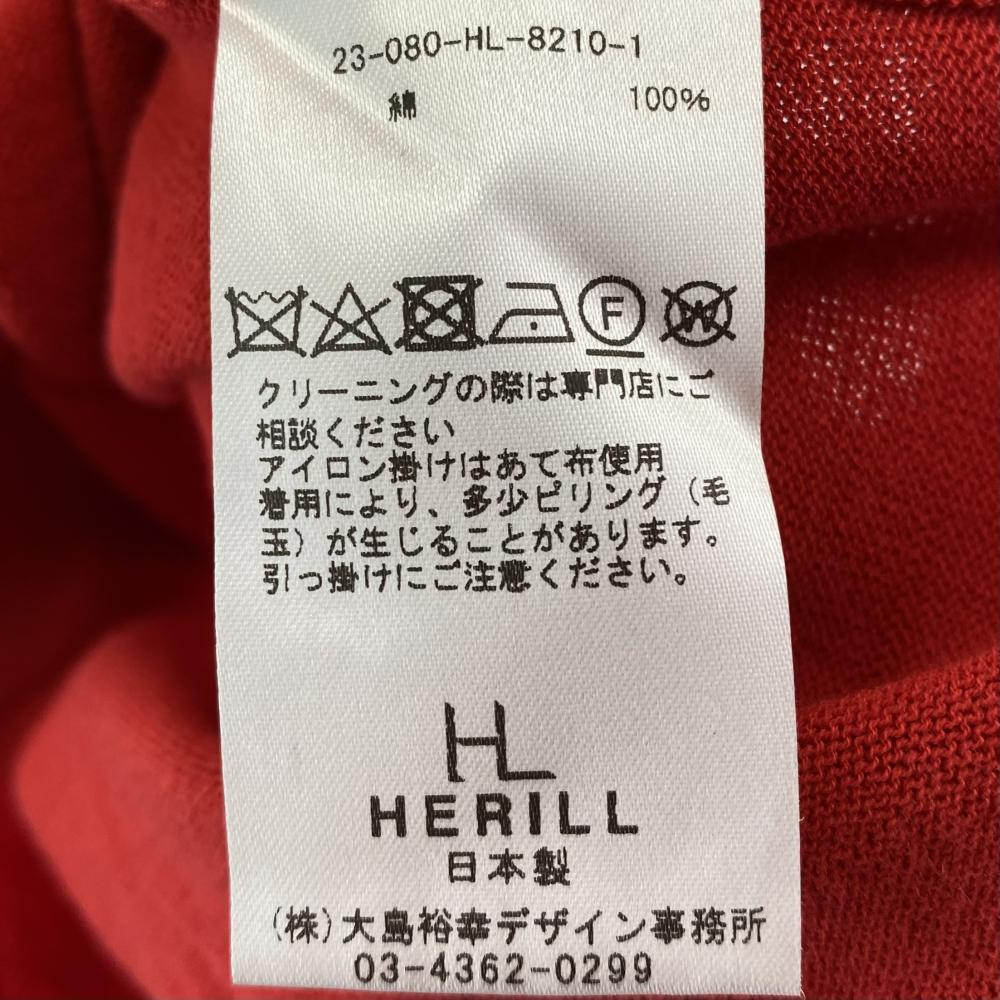 23-080-HL-8210-1
綿 100%
F W
クリーニングの際は専門店にご
相談ください
アイロン掛けはあて布使用
着用により、多少ピリング（毛
玉）が生じることがあります。
引っ掛けにご注意ください。
HL
HERILL
日本製
(株)大島裕幸デザイン事務所
03-4362-0299